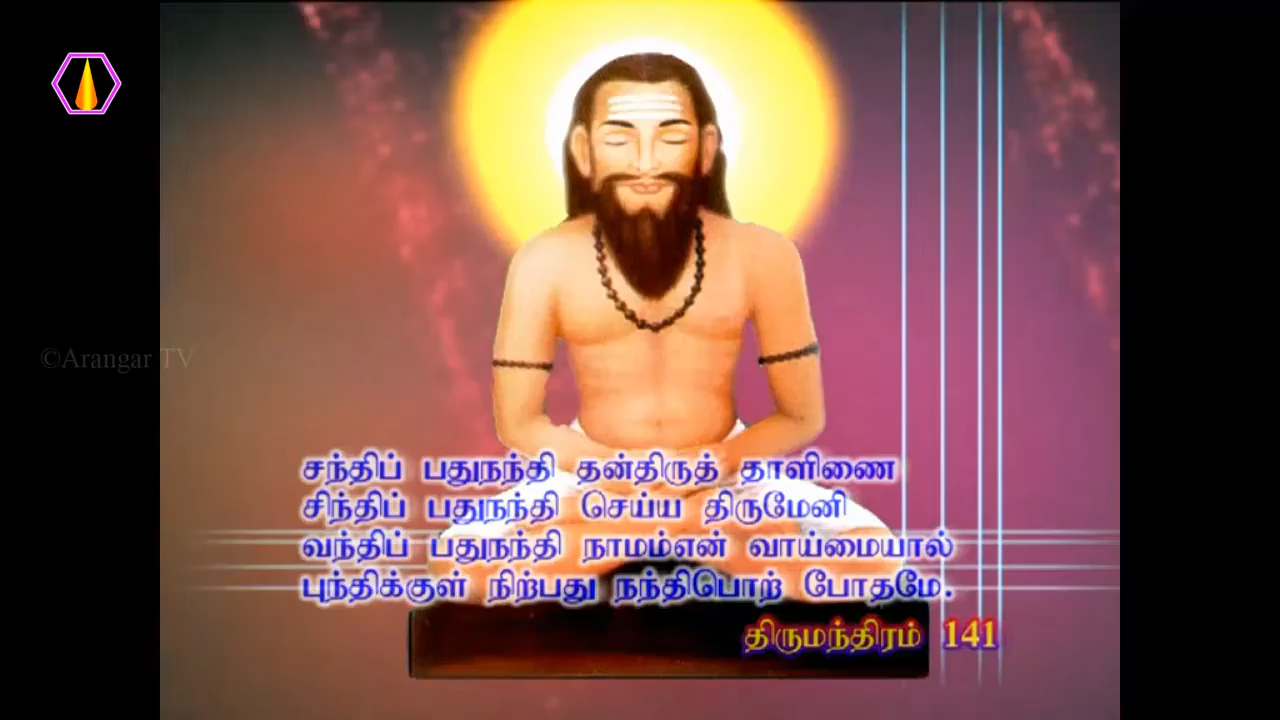 ©Arangar TV
சந்திப் பதுநந்தி தன்திருத் தாளிணை
சிந்திப் பதுநந்தி செய்ய திருமேனி
வந்திப் பதுநந்தி நாமம்என் வாய்மையால்
புந்திக்குள் நிற்பது நந்திபொற் போதமே.
திருமந்திரம் 141